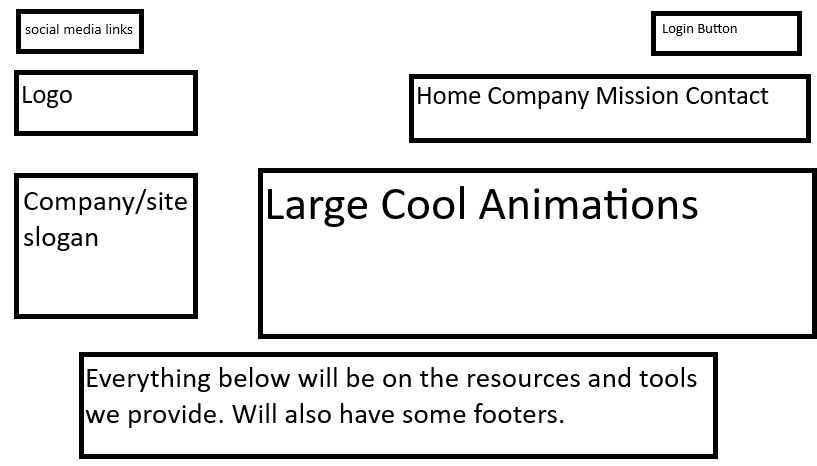 social media links
Login Button
Logo
Home Company Mission Contact
Company/site
slogan
Large Cool Animations
Everything below will be on the resources and tools
we provide. Will also have some footers.